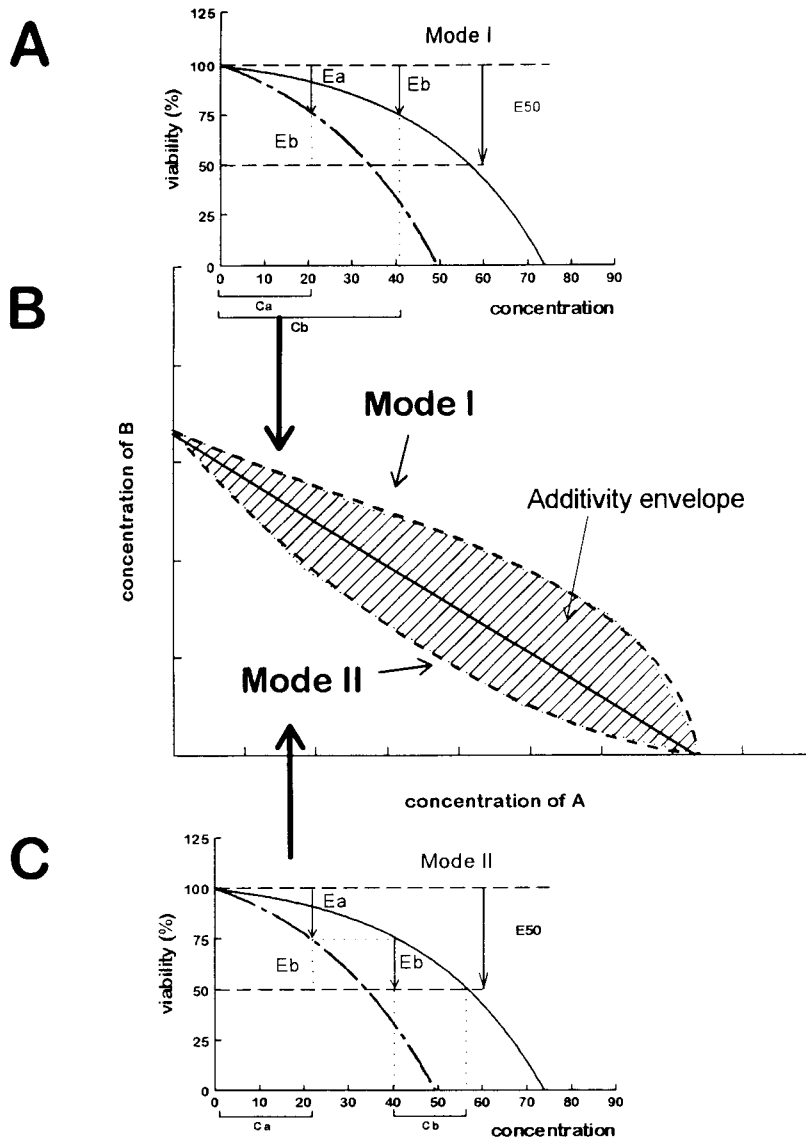 A
Mode I
125
100
75
50
25
0
viability (%)
Ea
Eb
Eb
E50
0 10 20 30 40 50 60 70 80 90
Ca
Cb
concentration
B
concentration of B
Mode I
Additivity envelope
Mode II
concentration of A
C
Mode II
125
100
75
50
25
0
viability (%)
Ea
Eb
Eb
E50
0 10 20 30 40 50 60 70 80 90
Ca
Cb
concentration